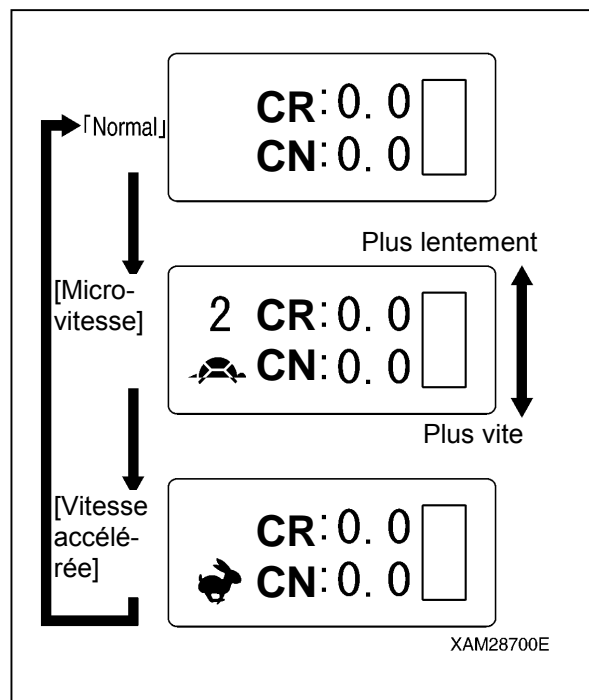 CR:0. 0
「Normal」
CN:0. 0
Plus lentement
[Micro-
vitesse]
2 CR:0. 0
CN:0. 0
Plus vite
[Vitesse
accélé-
rée]
CR:0. 0
CN:0. 0
XAM28700E